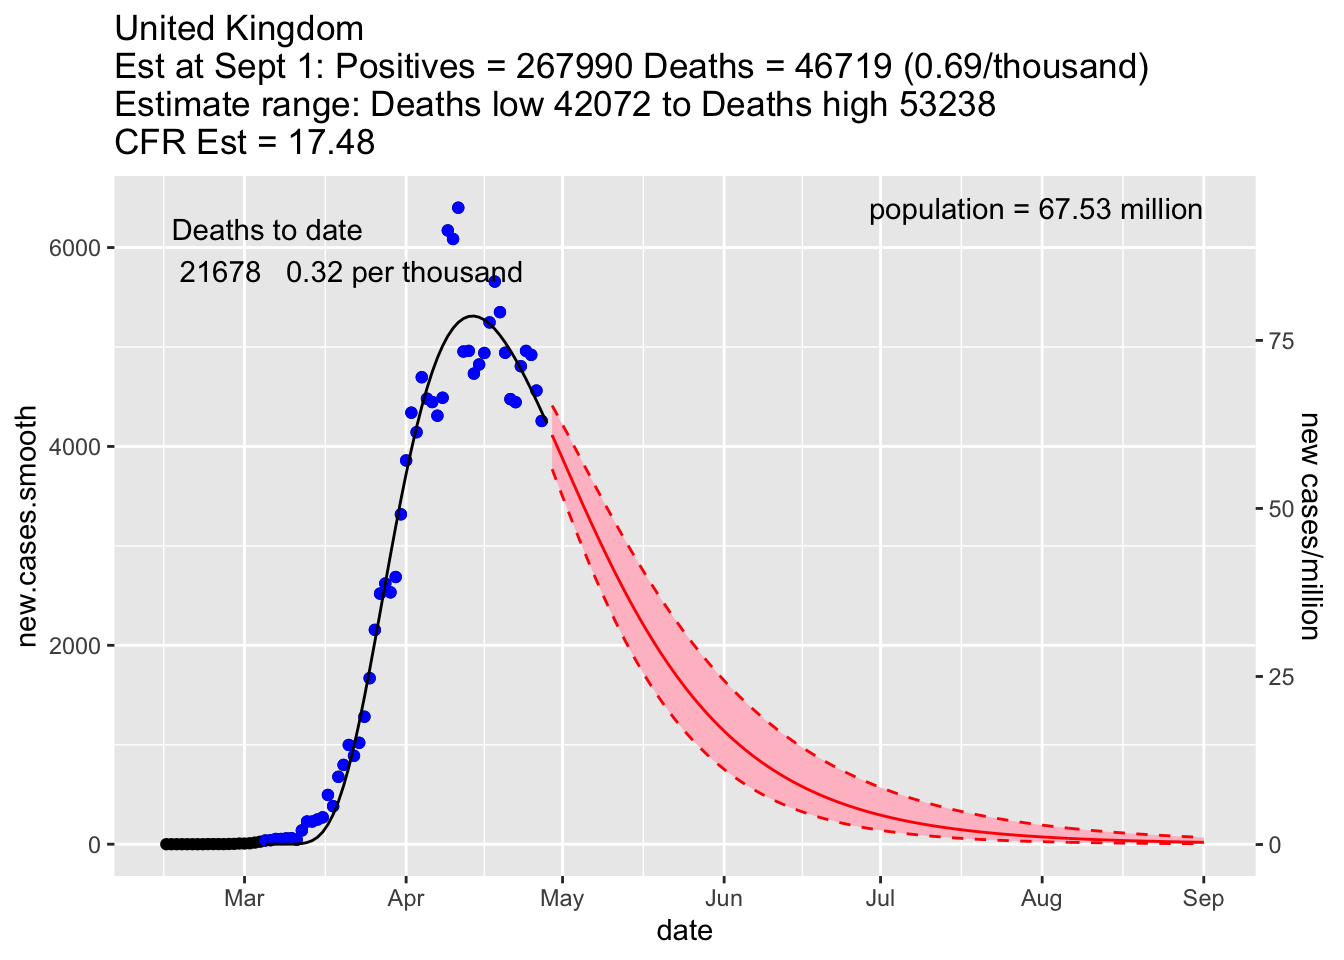 United Kingdom
Est at Sept 1: Positives = 267990 Deaths = 46719 (0.69/thousand)
Estimate range: Deaths low 42072 to Deaths high 53238
CFR Est = 17.48
Deaths to date
21678 0.32 per thousand
population = 67.53 million
6000
4000
2000
0
new.cases.smooth
75
50
25
0
new cases/million
Mar Apr May Jun Jul Aug Sep
date